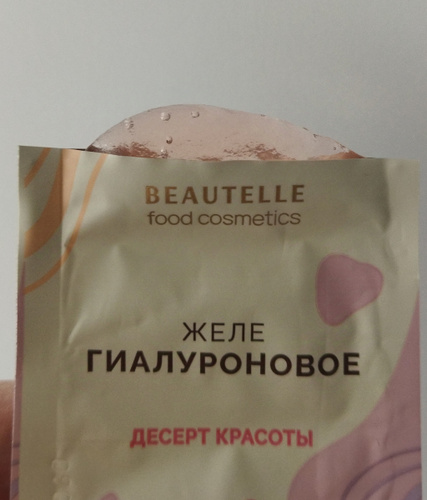 BEAUTELLE
food cosmetics
ЖЕЛЕ
ГИАЛУРОНОВОЕ
ДЕСЕРТ КРАСОТЫ